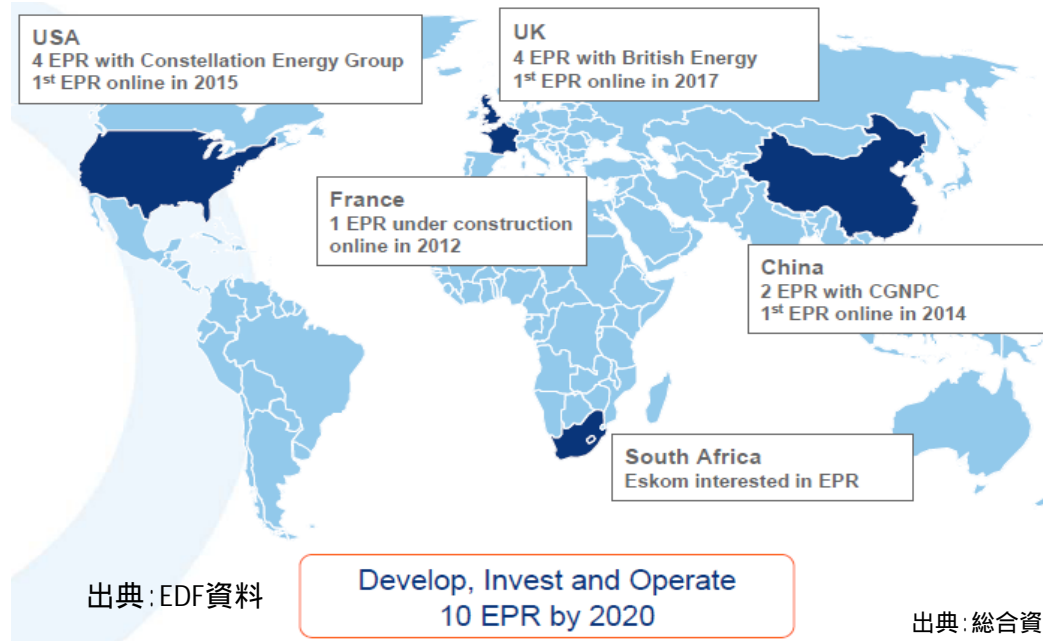 USA
4 EPR with Constellation Energy Group
1st EPR online in 2015
UK
4 EPR with British Energy
1st EPR online in 2017
France
1 EPR under construction
online in 2012
China
2 EPR with CGNPC
1st EPR online in 2014
South Africa
Eskom interested in EPR
出典:EDF資料
Develop, Invest and Operate
10 EPR by 2020
出典:総合資